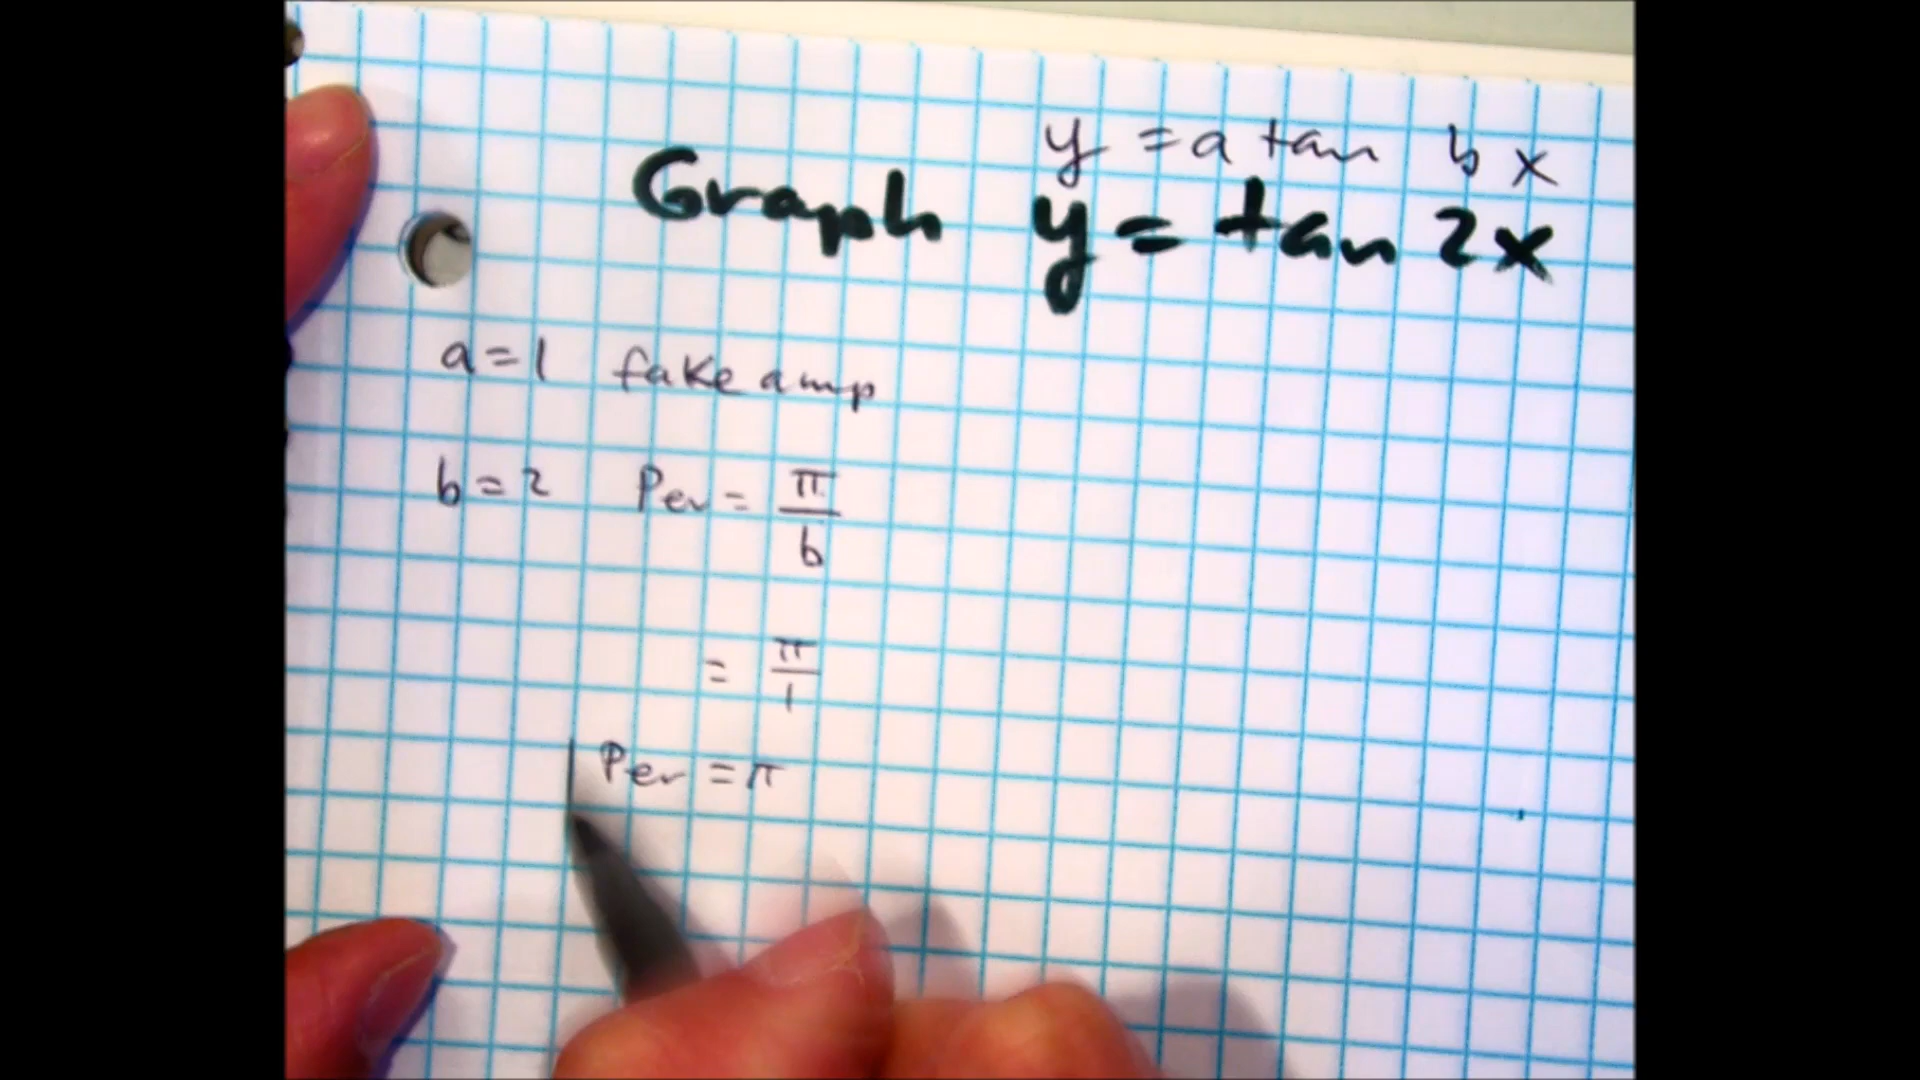 y = a tan b x
Graph y = tan 2x
a = 1 fake amp
b = 2 Per = π/b
= π/1
Per = π